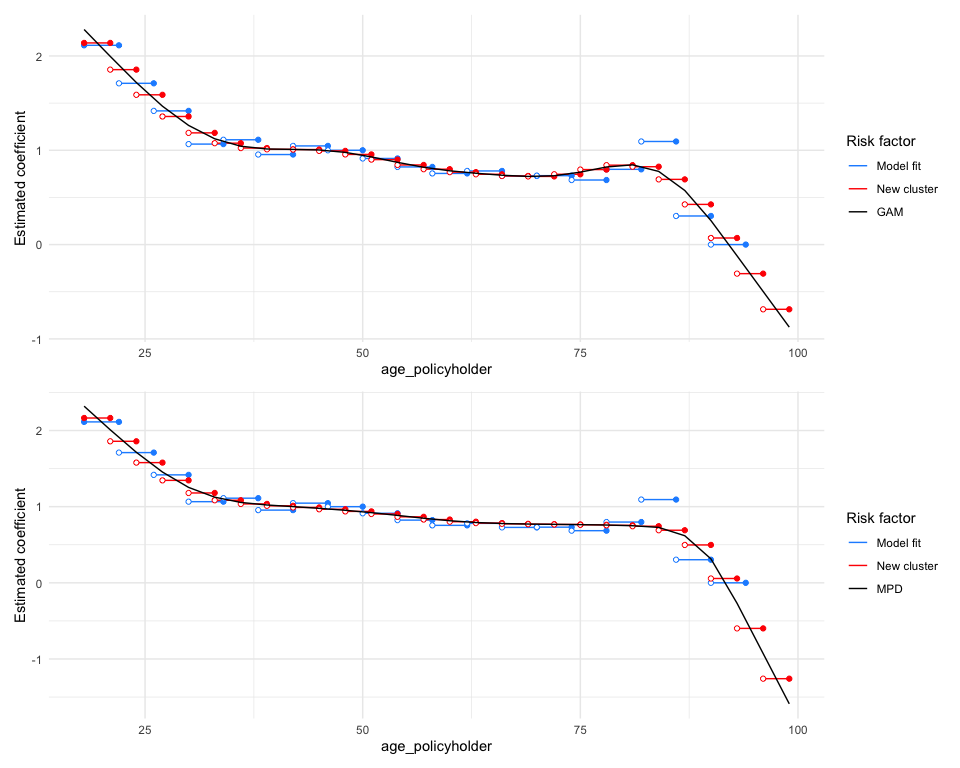 2
1
0
-1
25
50
75
100
Estimated coefficient
age_policyholder
Risk factor
Model fit
New cluster
GAM
2
1
0
-1
25
50
75
100
Estimated coefficient
age_policyholder
Risk factor
Model fit
New cluster
MPD